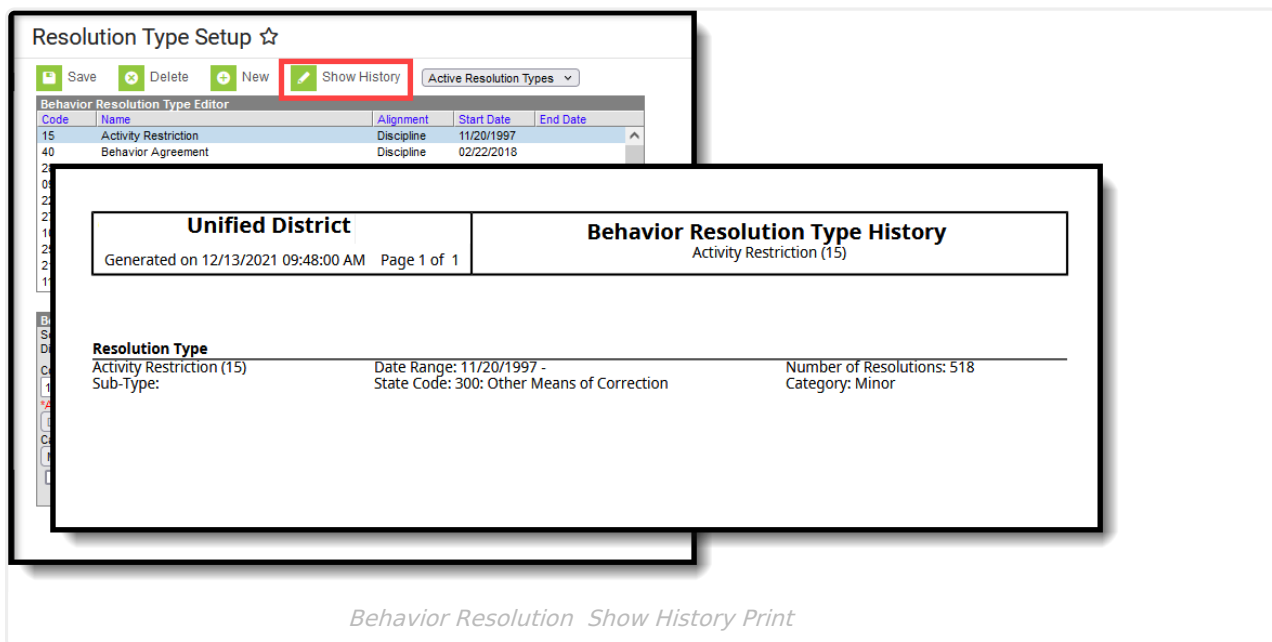 Resolution Type Setup ☆
Save Delete New Show History Active Resolution Types
Behavior Resolution Type Editor
Code Name Alignment Start Date End Date
15 Activity Restriction Discipline 11/20/1997
40 Behavior Agreement Discipline 02/22/2018
Unified District
Generated on 12/13/2021 09:48:00 AM Page 1 of 1
Behavior Resolution Type History
Activity Restriction (15)
Resolution Type
Activity Restriction (15) Date Range: 11/20/1997 - Number of Resolutions: 518
Sub-Type: State Code: 300: Other Means of Correction Category: Minor
Behavior Resolution Show History Print